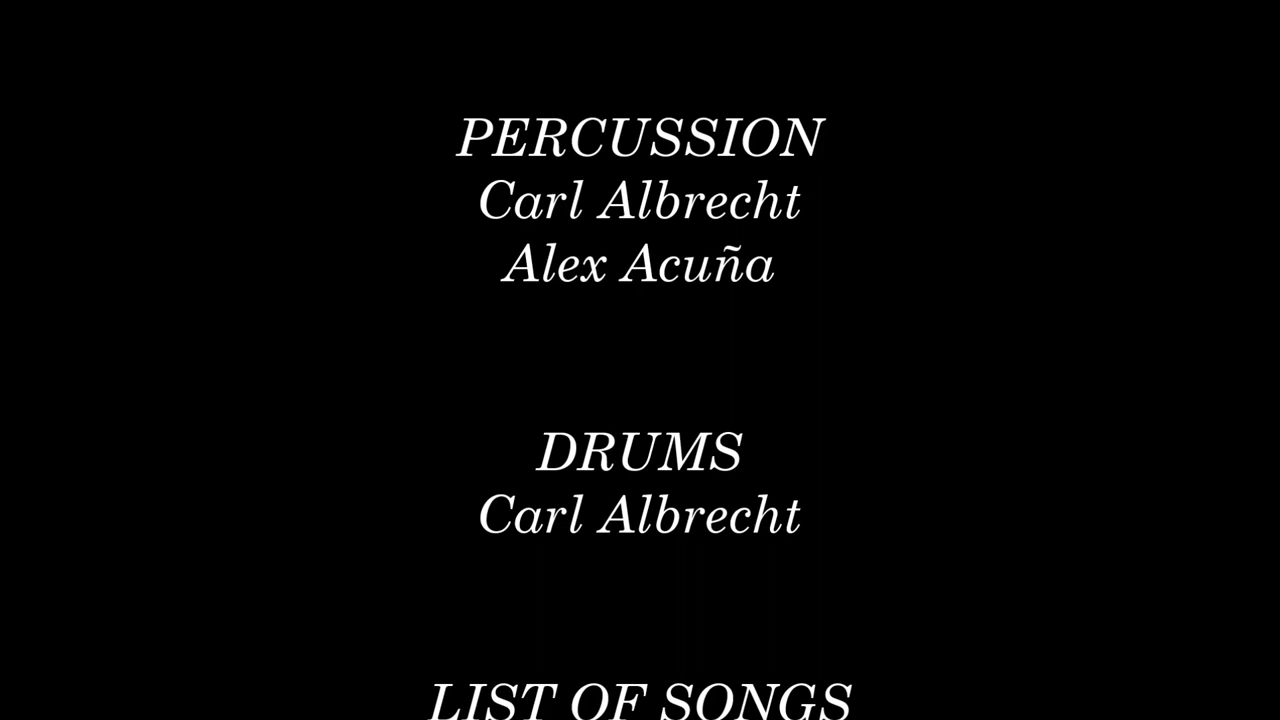 PERCUSSION
Carl Albrecht
Alex Acuña
DRUMS
Carl Albrecht
LIST OF SONGS